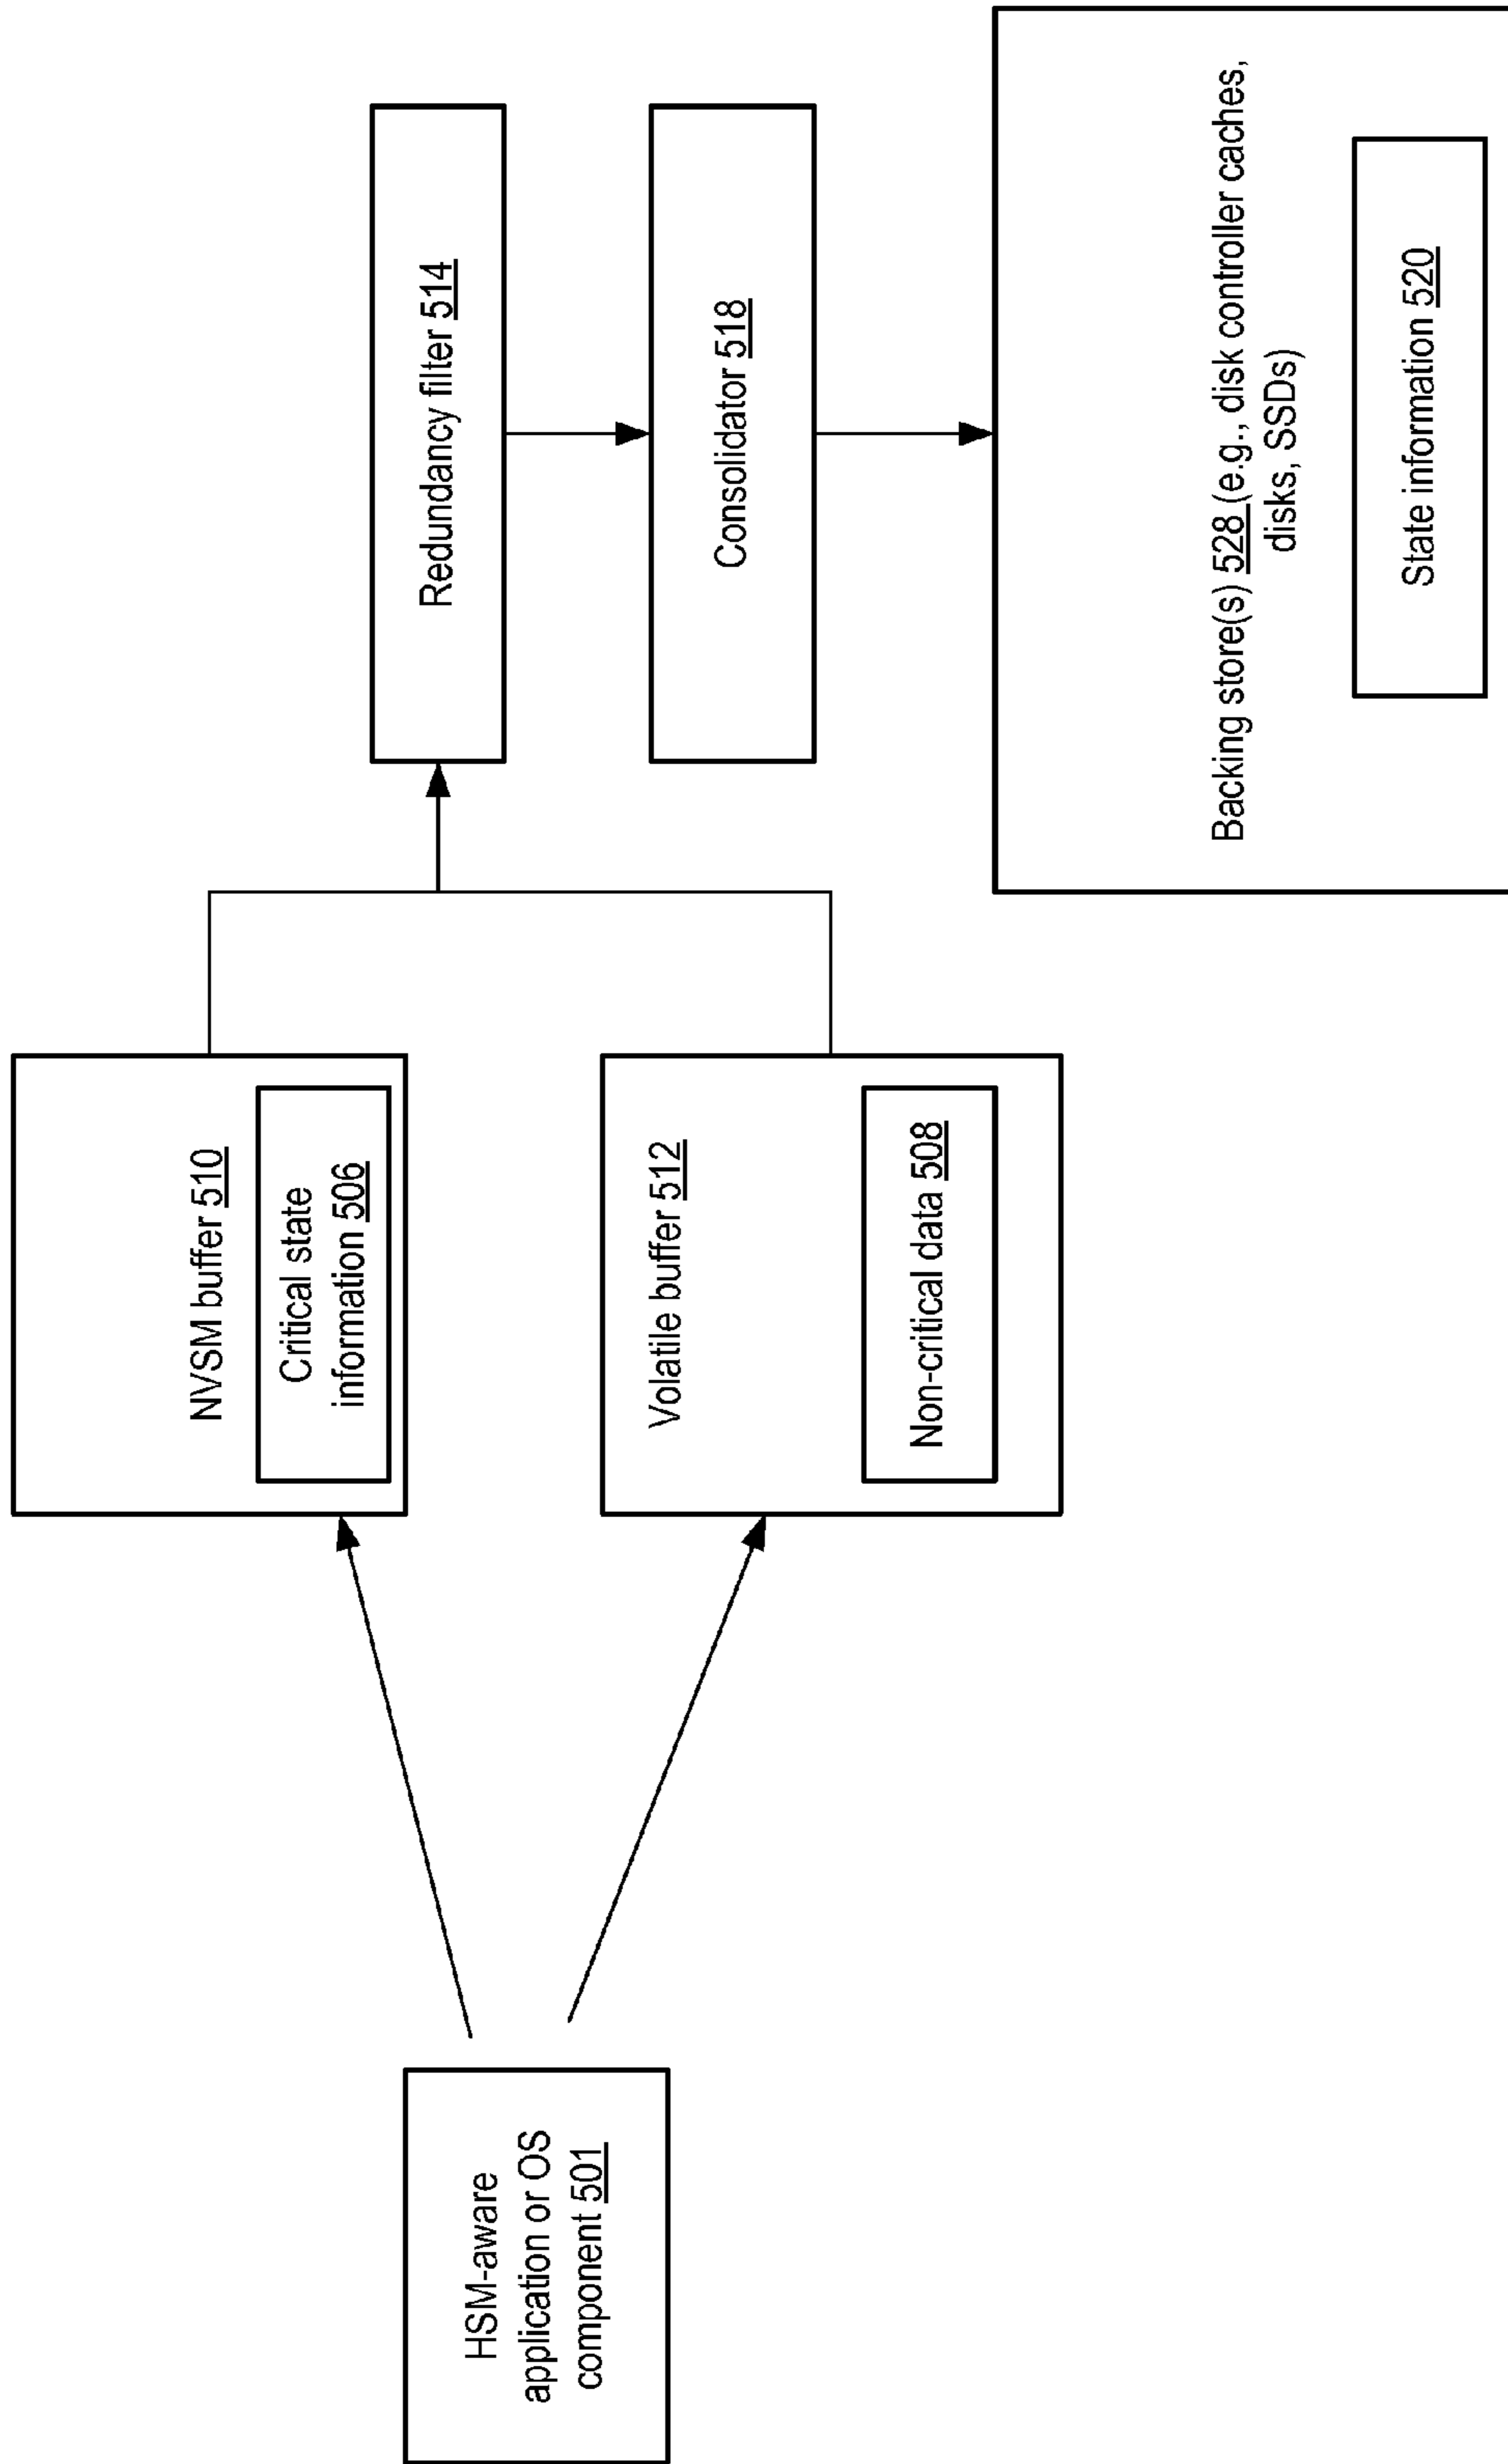 HSM-aware
application or OS
component 501
NVSM buffer 510
Critical state
information 506
Volatile buffer 512
Non-critical data 508
Redundancy filter 514
Consolidator 518
Backing store(s) 528 (e.g., disk controller caches,
disks, SSDs)
State information 520